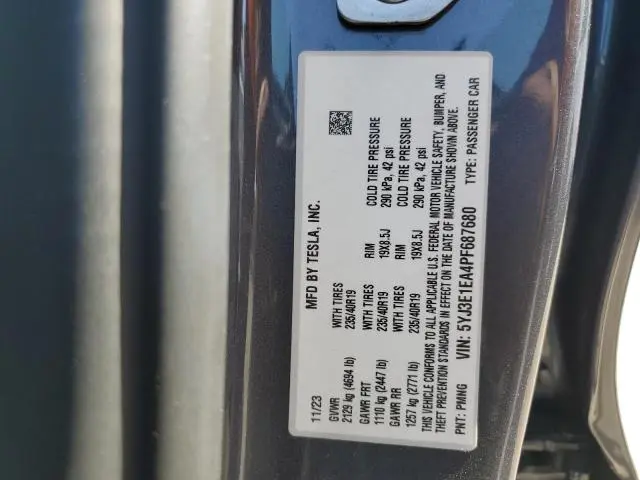 MFD BY TESLA, INC.
11/23
GVWR
2129 kg (4694 lb)
GAWR FRT WITH TIRES RIM COLD TIRE PRESSURE
1110 kg (2447 lb) 235/40R19 19X8.5J 290 kPa, 42 psi
GAWR RR WITH TIRES RIM COLD TIRE PRESSURE
1257 kg (2771 lb) 235/40R19 19X8.5J 290 kPa, 42 psi
THIS VEHICLE CONFORMS TO ALL APPLICABLE U.S. FEDERAL MOTOR VEHICLE SAFETY, BUMPER, AND
THEFT PREVENTION STANDARDS IN EFFECT ON THE DATE OF MANUFACTURE SHOWN ABOVE.
VIN: 5YJ3E1EA4PF687680 TYPE: PASSENGER CAR
PNT: PMNG